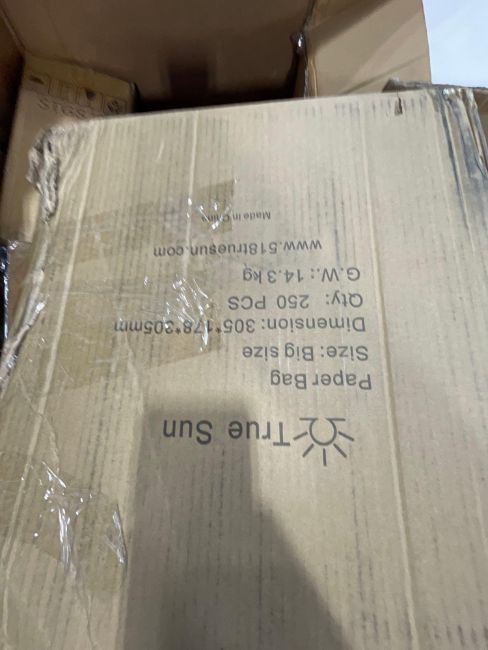 True Sun
Paper Bag
Size: Big size
Dimension: 305*178*305mm
Qty: 250 PCS
G.W.: 14.3 kg
www.518truesun.com
Made in China